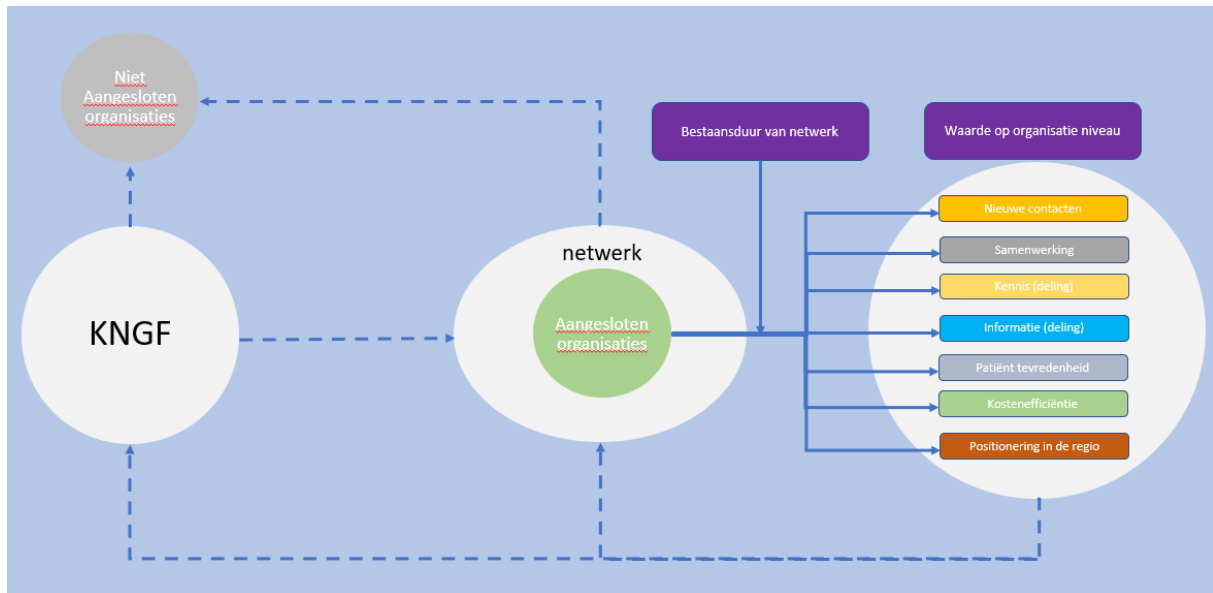 Niet
Aangesloten
organisaties
Bestaansduur van netwerk
Waarde op organisatie niveau
Nieuwe contacten
netwerk
Samenwerking
Kennis (deling)
KNGF
Aangesloten
organisaties
Informatie (deling)
Patiënt tevredenheid
Kostenefficiëntie
Positionering in de regio